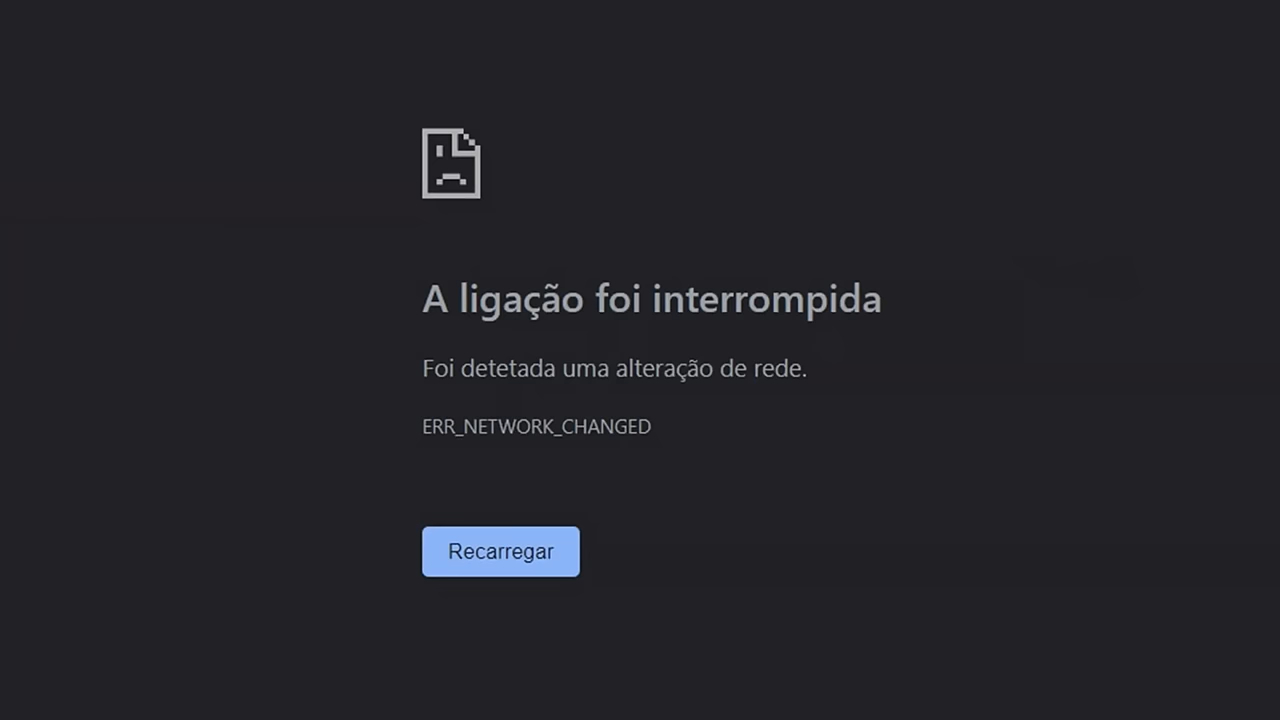 A ligação foi interrompida
Foi detetada uma alteração de rede.
ERR_NETWORK_CHANGED
Recarregar